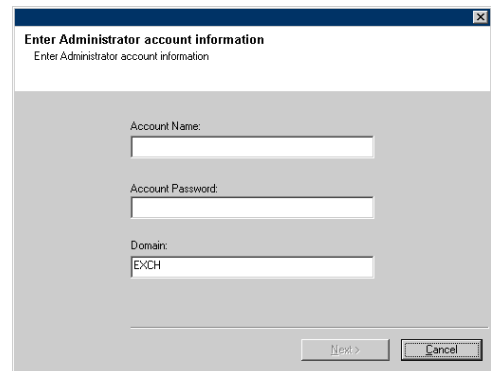 Enter Administrator account information
Enter Administrator account information
Account Name:
Account Password:
Domain:
EXCH
Next >
Cancel